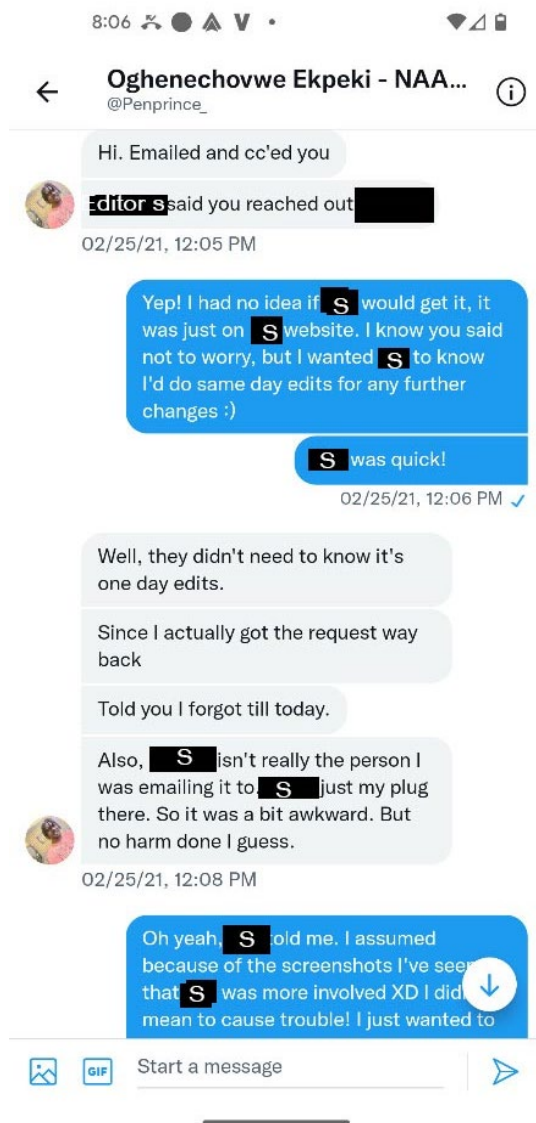 8:06
Oghenechovwe Ekpeki - NAA...
@Penprince_
Hi. Emailed and cc'ed you
Editor s said you reached out
02/25/21, 12:05 PM
Yep! I had no idea if S would get it, it
was just on S website. I know you said
not to worry, but I wanted S to know
I'd do same day edits for any further
changes :)
S was quick!
02/25/21, 12:06 PM
Well, they didn't need to know it's
one day edits.
Since I actually got the request way
back
Told you I forgot till today.
Also, S isn't really the person I
was emailing it to. S just my plug
there. So it was a bit awkward. But
no harm done I guess.
02/25/21, 12:08 PM
Oh yeah, S told me. I assumed
because of the screenshots I've
that S was more involved XD I
mean to cause trouble! I just wanted to
GIF
Start a message